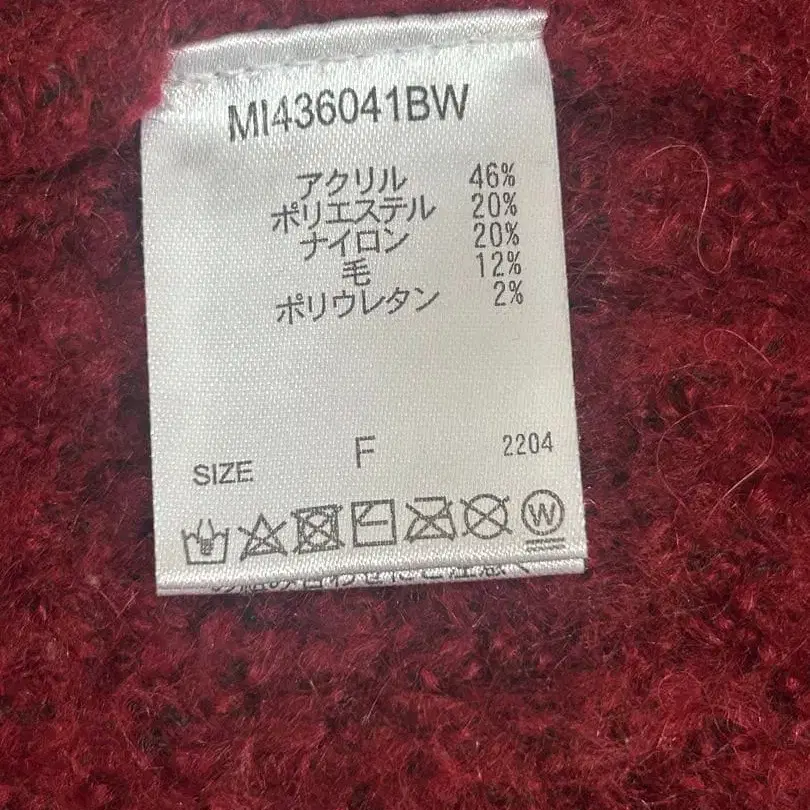 MI436041BW
アクリル 46%
ポリエステル 20%
ナイロン 20%
毛 12%
ポリウレタン 2%
SIZE F 2204
W